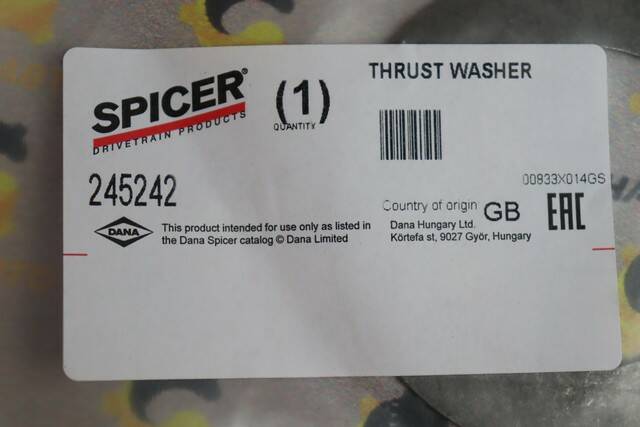 SPICER®
DRIVETRAIN PRODUCTS
(1)
QUANTITY
THRUST WASHER
245242
00833X014GS
DANA
This product intended for use only as listed in
the Dana Spicer catalog © Dana Limited
Country of origin GB
Dana Hungary Ltd.
Körtefa st, 9027 Győr, Hungary
EAC